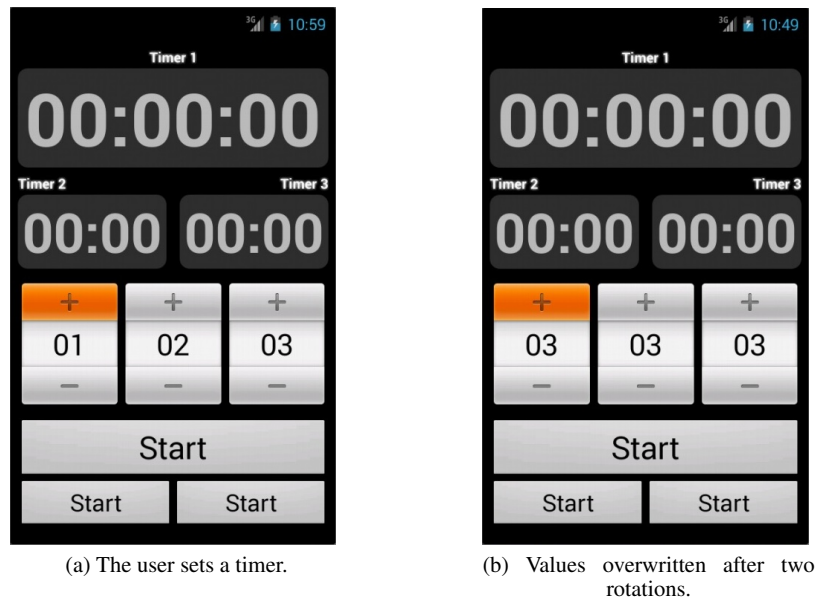 3G 10:59
Timer 1
00:00:00
Timer 2 Timer 3
00:00 00:00
+ + +
01 02 03
− − −
Start
Start Start
(a) The user sets a timer.
3G 10:49
Timer 1
00:00:00
Timer 2 Timer 3
00:00 00:00
+ + +
03 03 03
− − −
Start
Start Start
(b) Values overwritten after two
rotations.